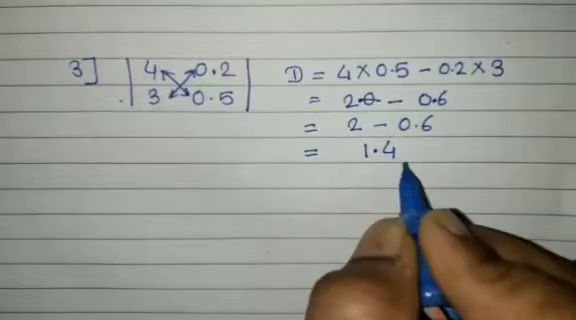 3] | 4 0.2 | D = 4 × 0.5 - 0.2 × 3
| 3 0.5 | = 2.0 - 0.6
= 2 - 0.6
= 1.4